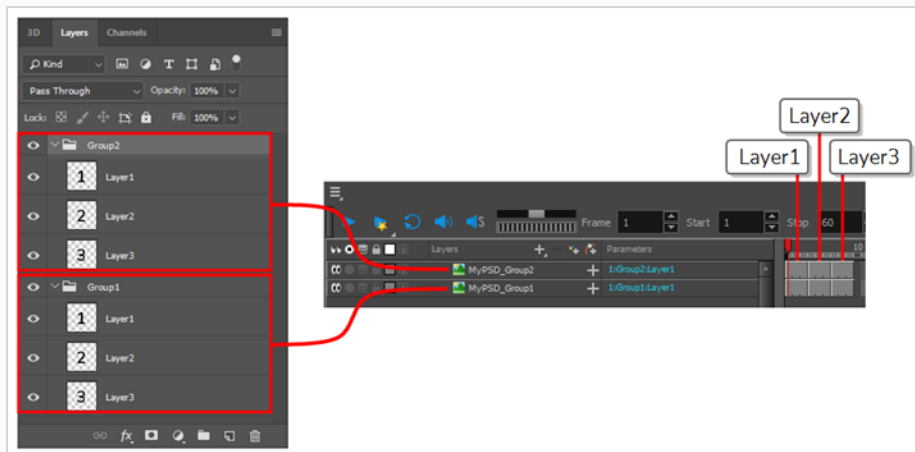 3D Layers Channels
Kind
Pass Through Opacity: 100%
Lock: Fill: 100%
Group2
1 Layer1
2 Layer2
3 Layer3
Group1
1 Layer1
2 Layer2
3 Layer3
fx
Layer2
Layer1 Layer3
S Frame 1 Start 1 Stop 60
Layers Parameters 10
MyPSD_Group2 1:Group2:Layer1
MyPSD_Group1 1:Group1:Layer1